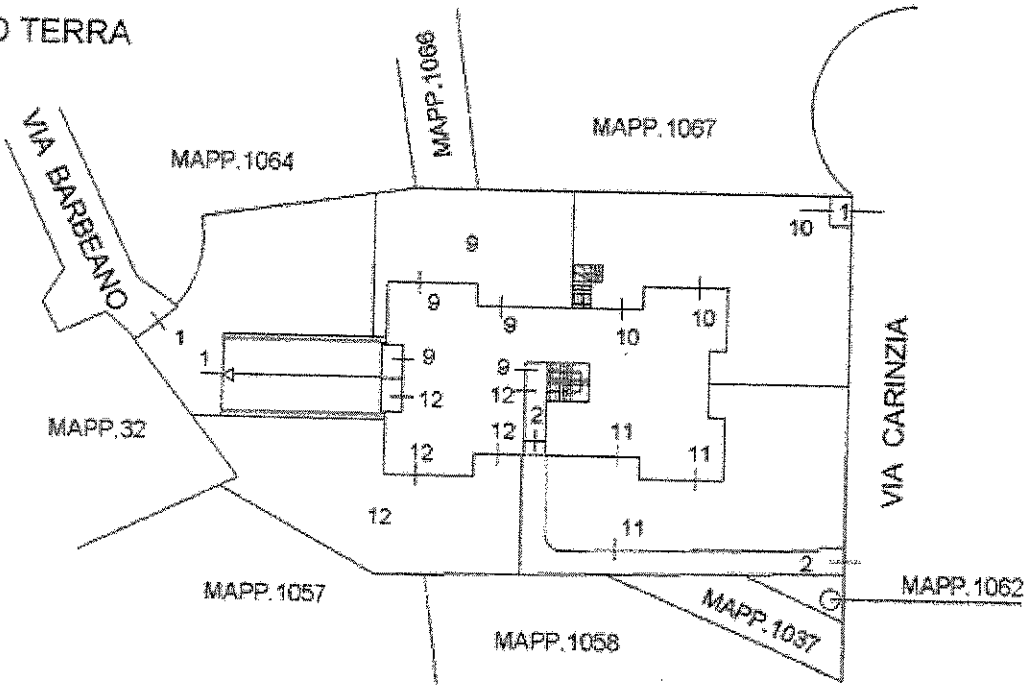 O TERRA
MAPP.1066
MAPP.1067
VIA BARBEANO
MAPP.1064
10
1
9
9
9
10
10
1
1
9
9
12
12
2
MAPP.32
12
12
11
11
VIA CARINZIA
12
11
2
MAPP.1057
MAPP.1062
MAPP.1037
MAPP.1058